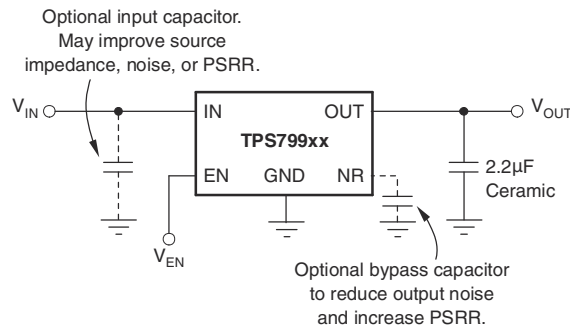 Optional input capacitor.
May improve source
impedance, noise, or PSRR.
V_IN
IN
OUT
V_OUT
TPS799xx
EN
GND
NR
2.2µF
Ceramic
V_EN
Optional bypass capacitor
to reduce output noise
and increase PSRR.